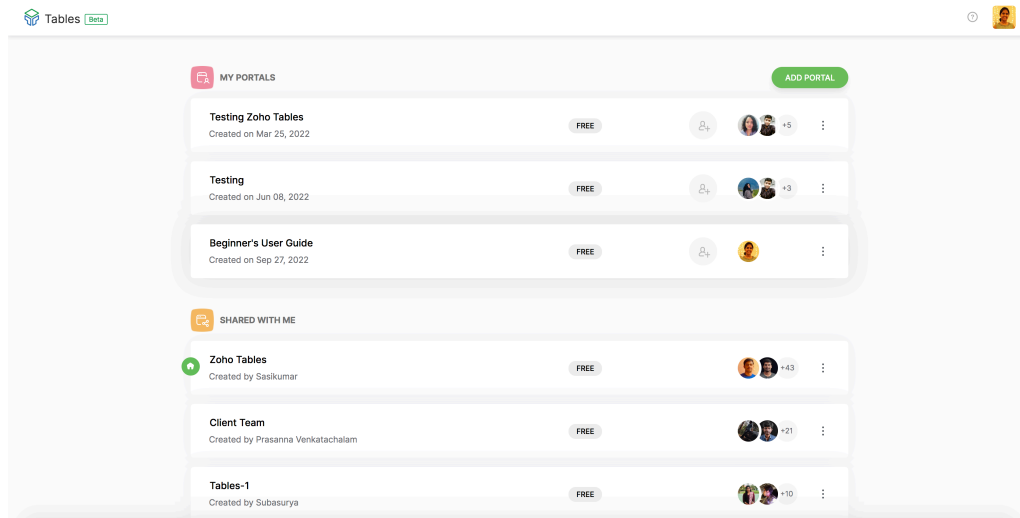 Tables Beta
MY PORTALS
ADD PORTAL
Testing Zoho Tables
Created on Mar 25, 2022
FREE
+5
Testing
Created on Jun 08, 2022
FREE
+3
Beginner's User Guide
Created on Sep 27, 2022
FREE
SHARED WITH ME
Zoho Tables
Created by Sasikumar
FREE
+43
Client Team
Created by Prasanna Venkatachalam
FREE
+21
Tables-1
Created by Subasurya
FREE
+10